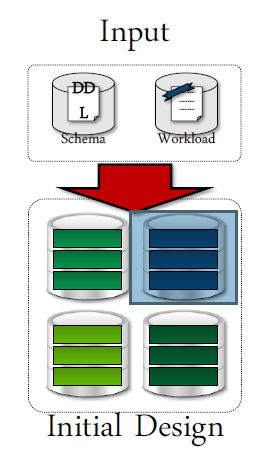 Input
DD
L
Schema
Workload
Initial Design